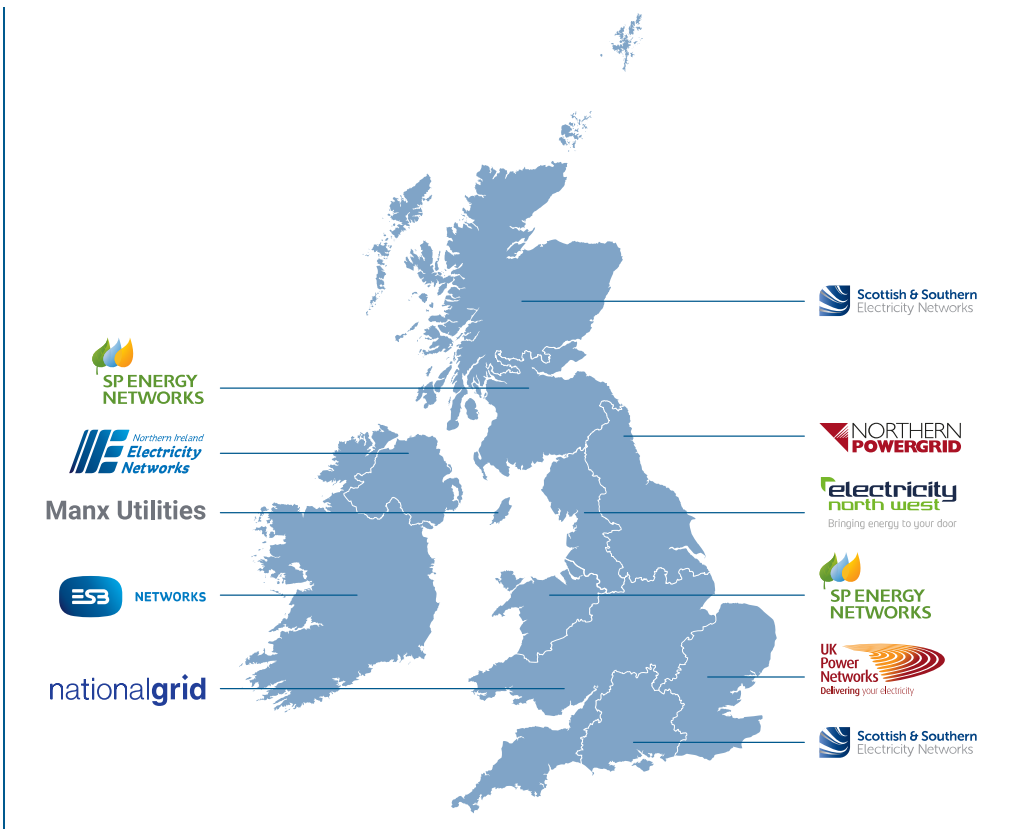 SP ENERGY
NETWORKS
Northern Ireland
Electricity
Networks
Manx Utilities
ESB NETWORKS
nationalgrid
Scottish & Southern
Electricity Networks
NORTHERN
POWERGRID
electricity
north west
Bringing energy to your door
SP ENERGY
NETWORKS
UK
Power
Networks
Delivering your electricity
Scottish & Southern
Electricity Networks